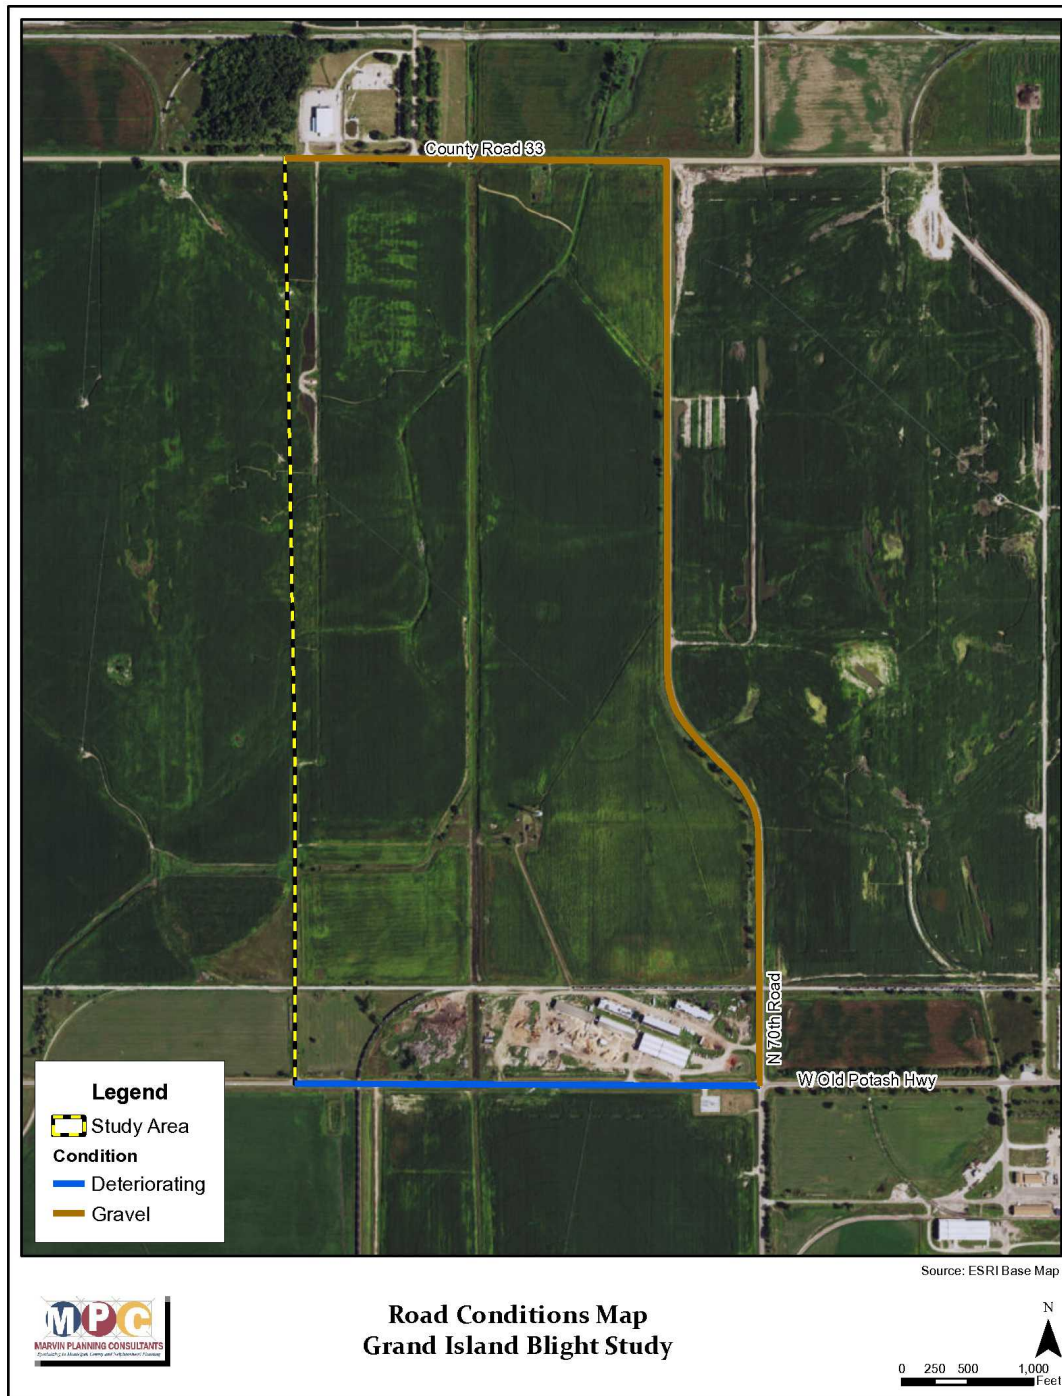 County Road 33
N 70th Road
W Old Potash Hwy
Legend
Study Area
Condition
Deteriorating
Gravel
Source: ESRI Base Map
MPC
MARVIN PLANNING CONSULTANTS
Road Conditions Map
Grand Island Blight Study
N
0 250 500 1,000
Feet